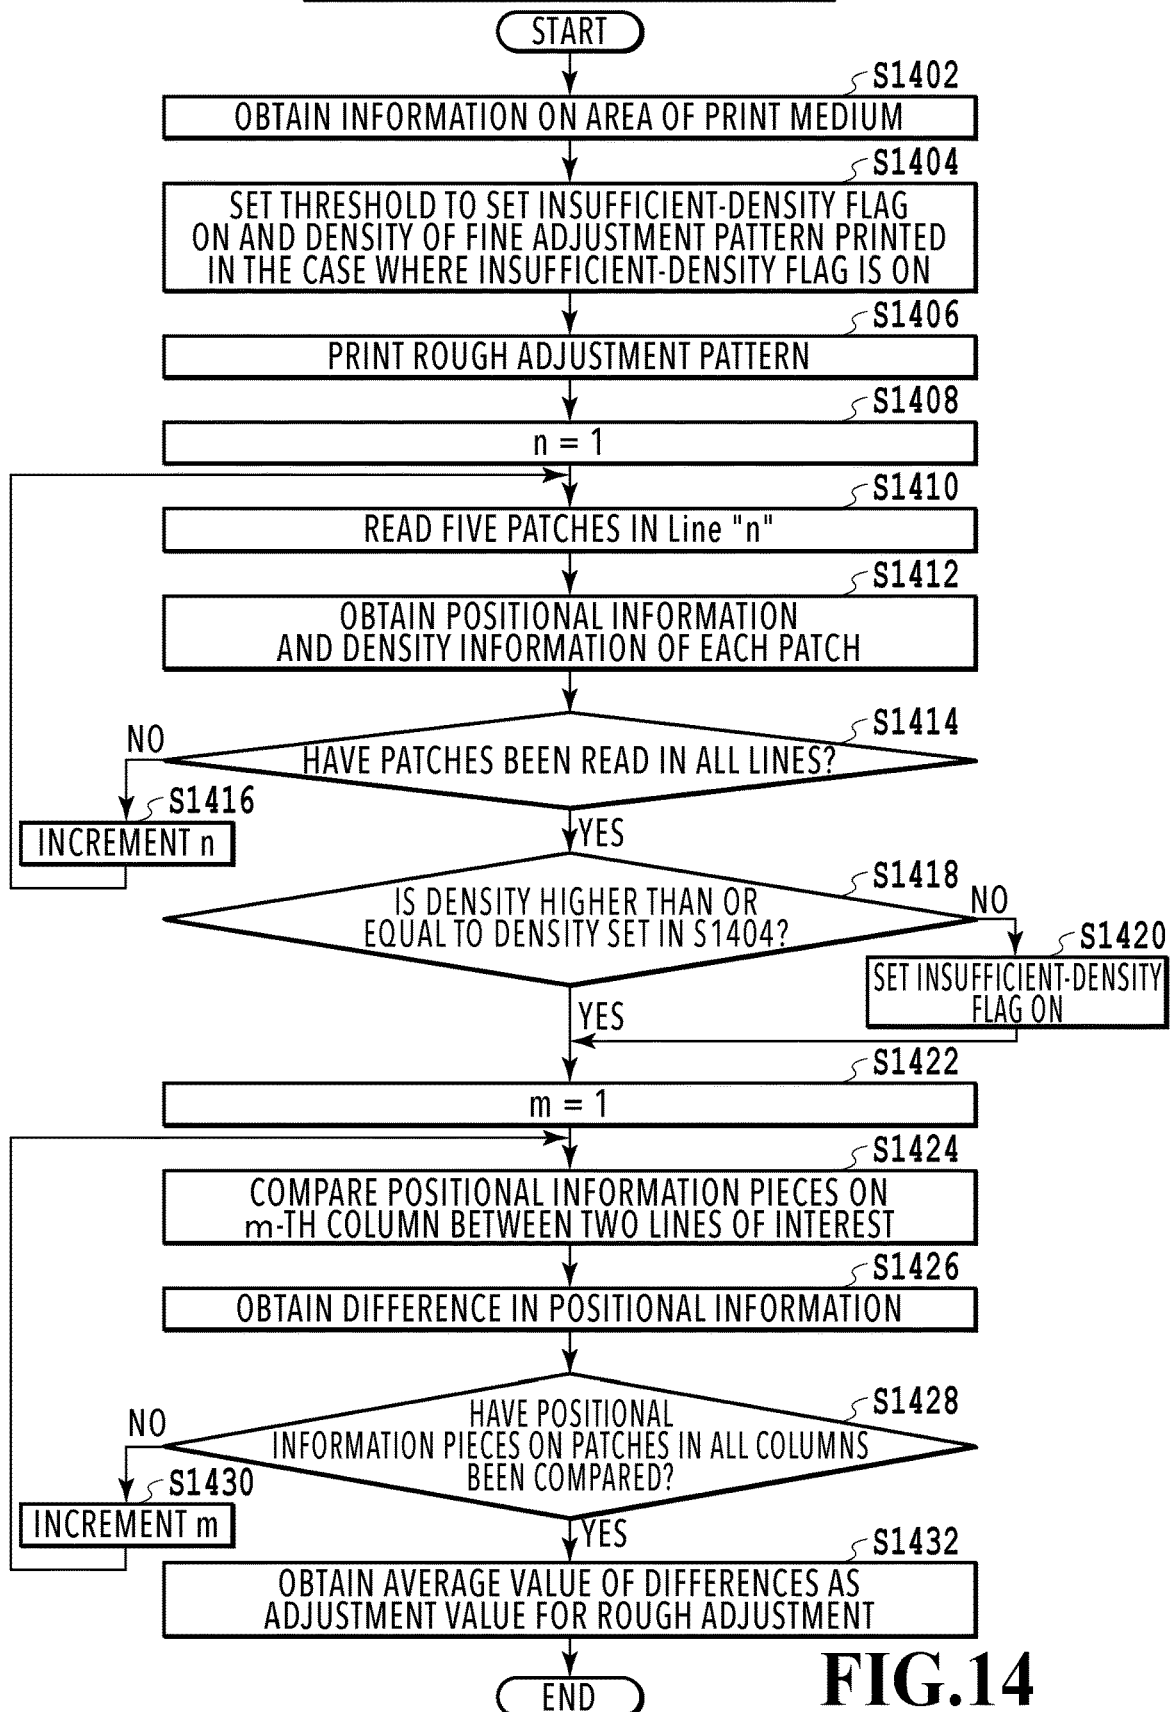 START
S1402
OBTAIN INFORMATION ON AREA OF PRINT MEDIUM
S1404
SET THRESHOLD TO SET INSUFFICIENT-DENSITY FLAG
ON AND DENSITY OF FINE ADJUSTMENT PATTERN PRINTED
IN THE CASE WHERE INSUFFICIENT-DENSITY FLAG IS ON
S1406
PRINT ROUGH ADJUSTMENT PATTERN
S1408
n = 1
S1410
READ FIVE PATCHES IN Line "n"
S1412
OBTAIN POSITIONAL INFORMATION
AND DENSITY INFORMATION OF EACH PATCH
S1414
NO
HAVE PATCHES BEEN READ IN ALL LINES?
S1416
INCREMENT n
YES
S1418
IS DENSITY HIGHER THAN OR
EQUAL TO DENSITY SET IN S1404?
NO
S1420
SET INSUFFICIENT-DENSITY
FLAG ON
YES
S1422
m = 1
S1424
COMPARE POSITIONAL INFORMATION PIECES ON
m-TH COLUMN BETWEEN TWO LINES OF INTEREST
S1426
OBTAIN DIFFERENCE IN POSITIONAL INFORMATION
S1428
NO
HAVE POSITIONAL
INFORMATION PIECES ON PATCHES IN ALL COLUMNS
BEEN COMPARED?
S1430
INCREMENT m
YES
S1432
OBTAIN AVERAGE VALUE OF DIFFERENCES AS
ADJUSTMENT VALUE FOR ROUGH ADJUSTMENT
END
FIG.14